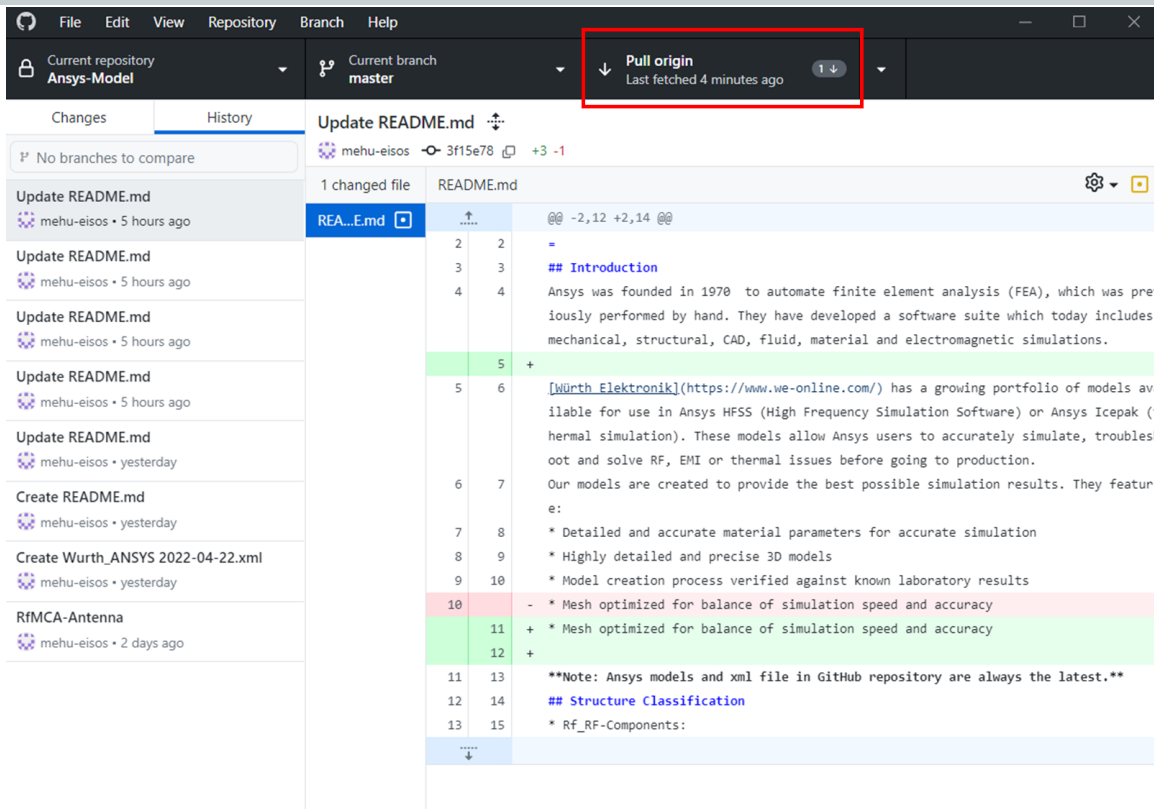 File Edit View Repository Branch Help
Current repository
Ansys-Model
Current branch
master
Pull origin
Last fetched 4 minutes ago
1
Changes
History
No branches to compare
Update README.md
mehu-eisos • 5 hours ago
Update README.md
mehu-eisos • 5 hours ago
Update README.md
mehu-eisos • 5 hours ago
Update README.md
mehu-eisos • 5 hours ago
Update README.md
mehu-eisos • yesterday
Create README.md
mehu-eisos • yesterday
Create Wurth_ANSYS 2022-04-22.xml
mehu-eisos • yesterday
RfMCA-Antenna
mehu-eisos • 2 days ago
Update README.md
mehu-eisos 3f15e78 +3 -1
1 changed file
REA...E.md
README.md
@@ -2,12 +2,14 @@
2 2 =
3 3 ## Introduction
4 4 Ansys was founded in 1970  to automate finite element analysis (FEA), which was prev
iously performed by hand. They have developed a software suite which today includes
mechanical, structural, CAD, fluid, material and electromagnetic simulations.
5 +
5 6 [Würth Elektronik](https://www.we-online.com/) has a growing portfolio of models ava
ilable for use in Ansys HFSS (High Frequency Simulation Software) or Ansys Icepak (
hermal simulation). These models allow Ansys users to accurately simulate, troubles
oot and solve RF, EMI or thermal issues before going to production.
6 7 Our models are created to provide the best possible simulation results. They featur
e:
7 8 * Detailed and accurate material parameters for accurate simulation
8 9 * Highly detailed and precise 3D models
9 10 * Model creation process verified against known laboratory results
10 - * Mesh optimized for balance of simulation speed and accuracy
11 + * Mesh optimized for balance of simulation speed and accuracy
12 +
11 13 **Note: Ansys models and xml file in GitHub repository are always the latest.**
12 14 ## Structure Classification
13 15 * Rf_RF-Components: